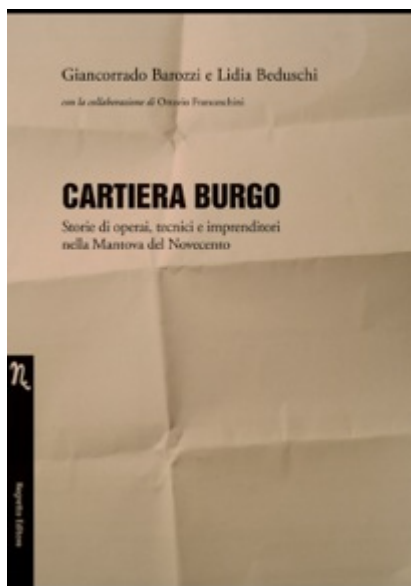 Giancorrado Barozzi e Lidia Beduschi
con la collaborazione di Ottorio Franceschini
CARTIERA BURGO
Storie di operai, tecnici e imprenditori
nella Mantova del Novecento
n
Negretto Editore